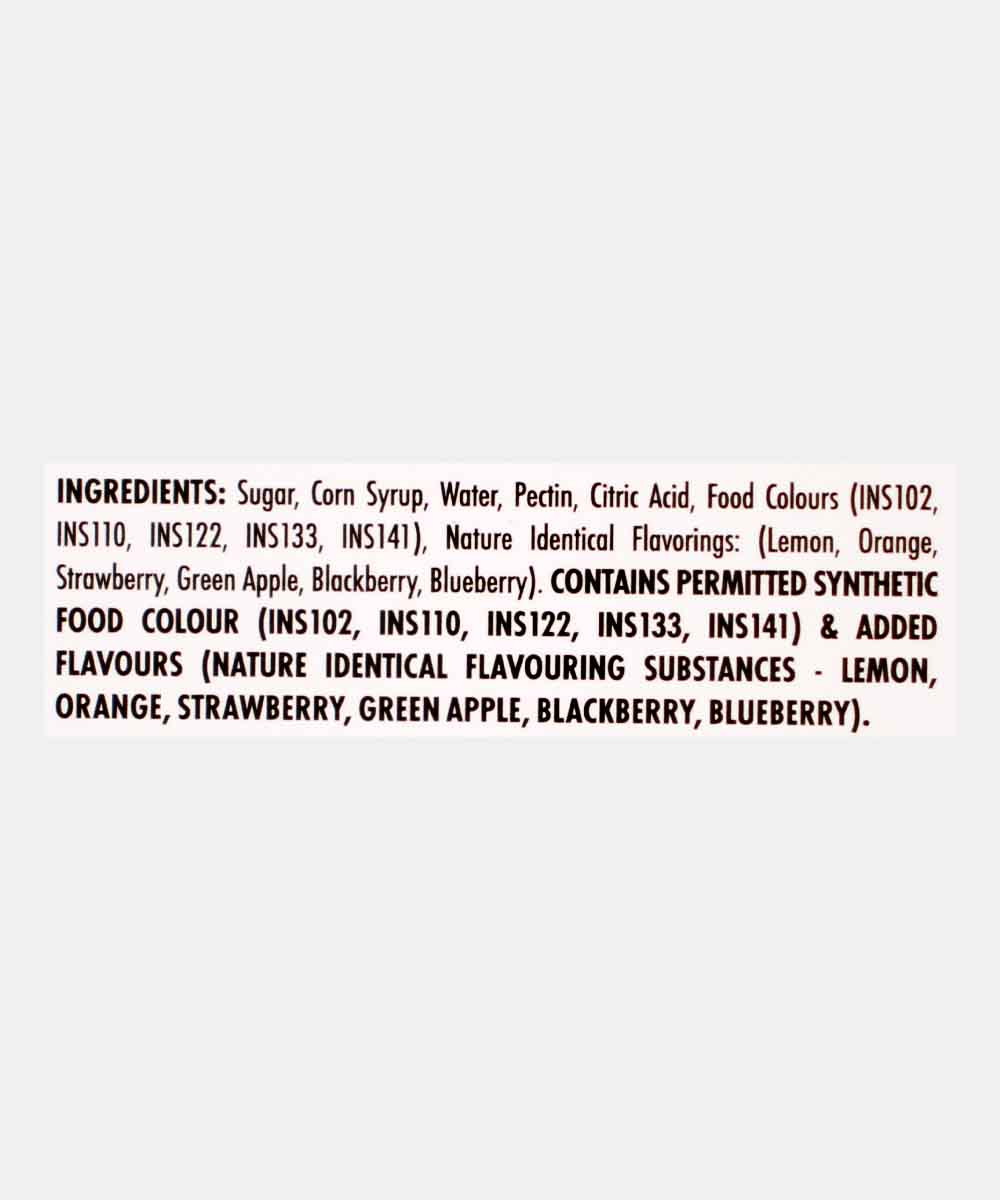 INGREDIENTS: Sugar, Corn Syrup, Water, Pectin, Citric Acid, Food Colours (INS102,
INS110, INS122, INS133, INS141), Nature Identical Flavorings: (Lemon, Orange,
Strawberry, Green Apple, Blackberry, Blueberry). CONTAINS PERMITTED SYNTHETIC
FOOD COLOUR (INS102, INS110, INS122, INS133, INS141) & ADDED
FLAVOURS (NATURE IDENTICAL FLAVOURING SUBSTANCES - LEMON,
ORANGE, STRAWBERRY, GREEN APPLE, BLACKBERRY, BLUEBERRY).